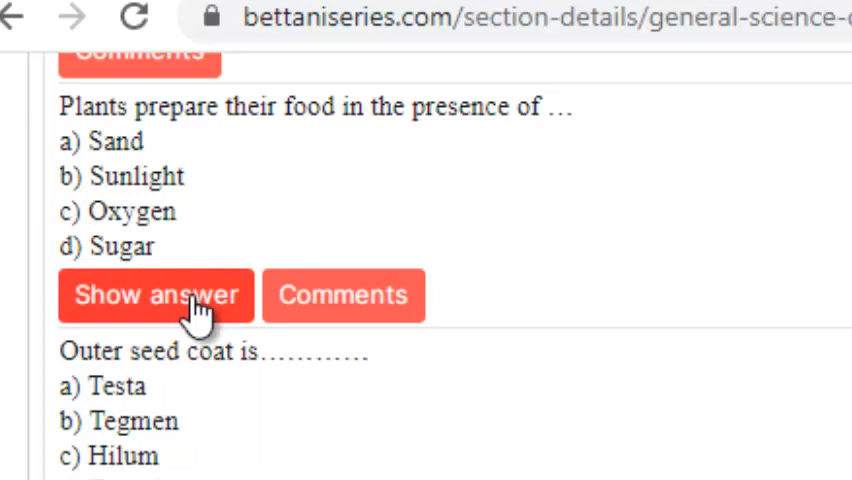 bettaniseries.com/section-details/general-science-
Comments
Plants prepare their food in the presence of ...
a) Sand
b) Sunlight
c) Oxygen
d) Sugar
Show answer Comments
Outer seed coat is............
a) Testa
b) Tegmen
c) Hilum